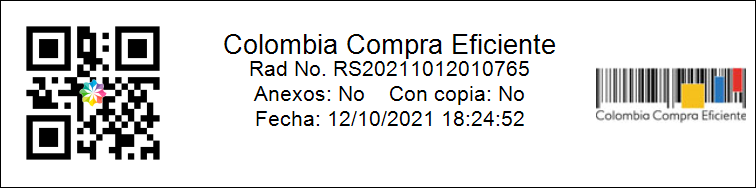 Colombia Compra Eficiente
Rad No. RS20211012010765
Anexos: No    Con copia: No
Fecha: 12/10/2021 18:24:52
Colombia Compra Eficiente